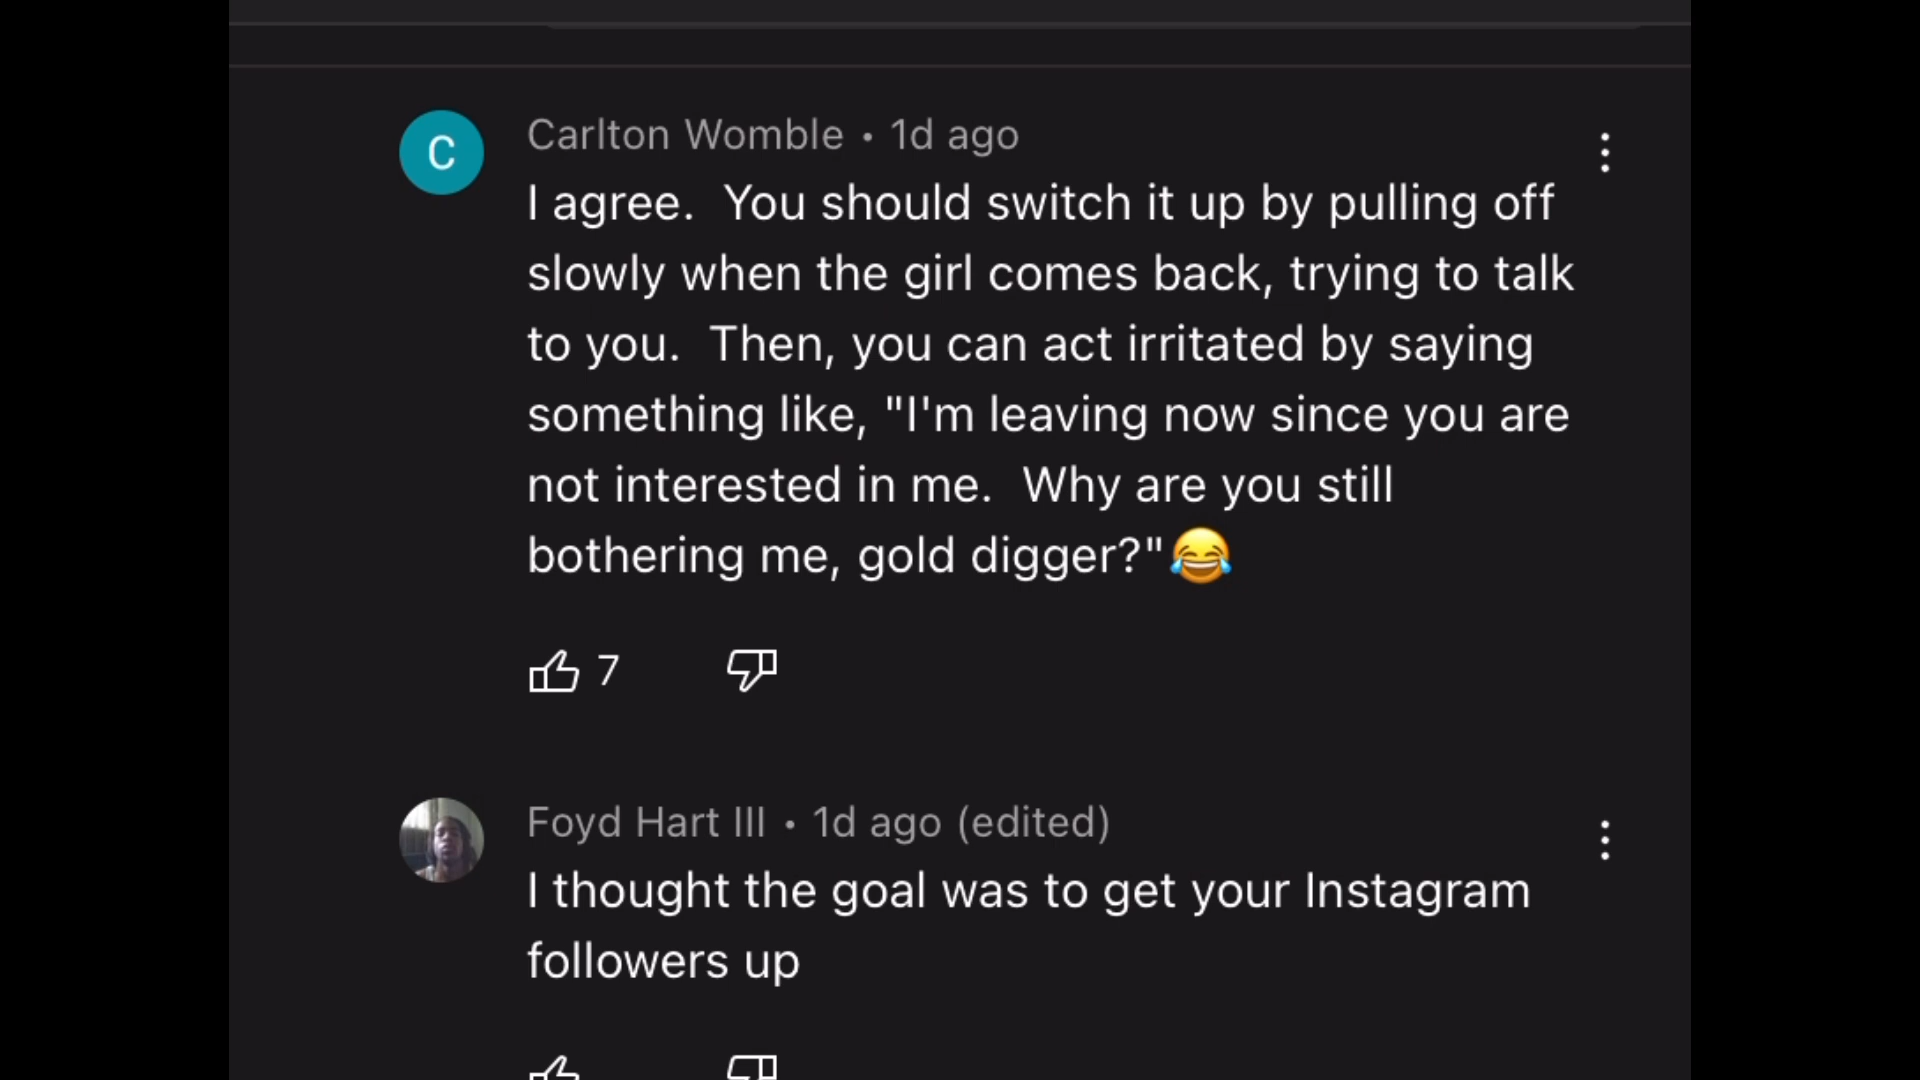 C
Carlton Womble • 1d ago
I agree.  You should switch it up by pulling off
slowly when the girl comes back, trying to talk
to you.  Then, you can act irritated by saying
something like, "I'm leaving now since you are
not interested in me.  Why are you still
bothering me, gold digger?"😂
7
Foyd Hart III • 1d ago (edited)
I thought the goal was to get your Instagram
followers up